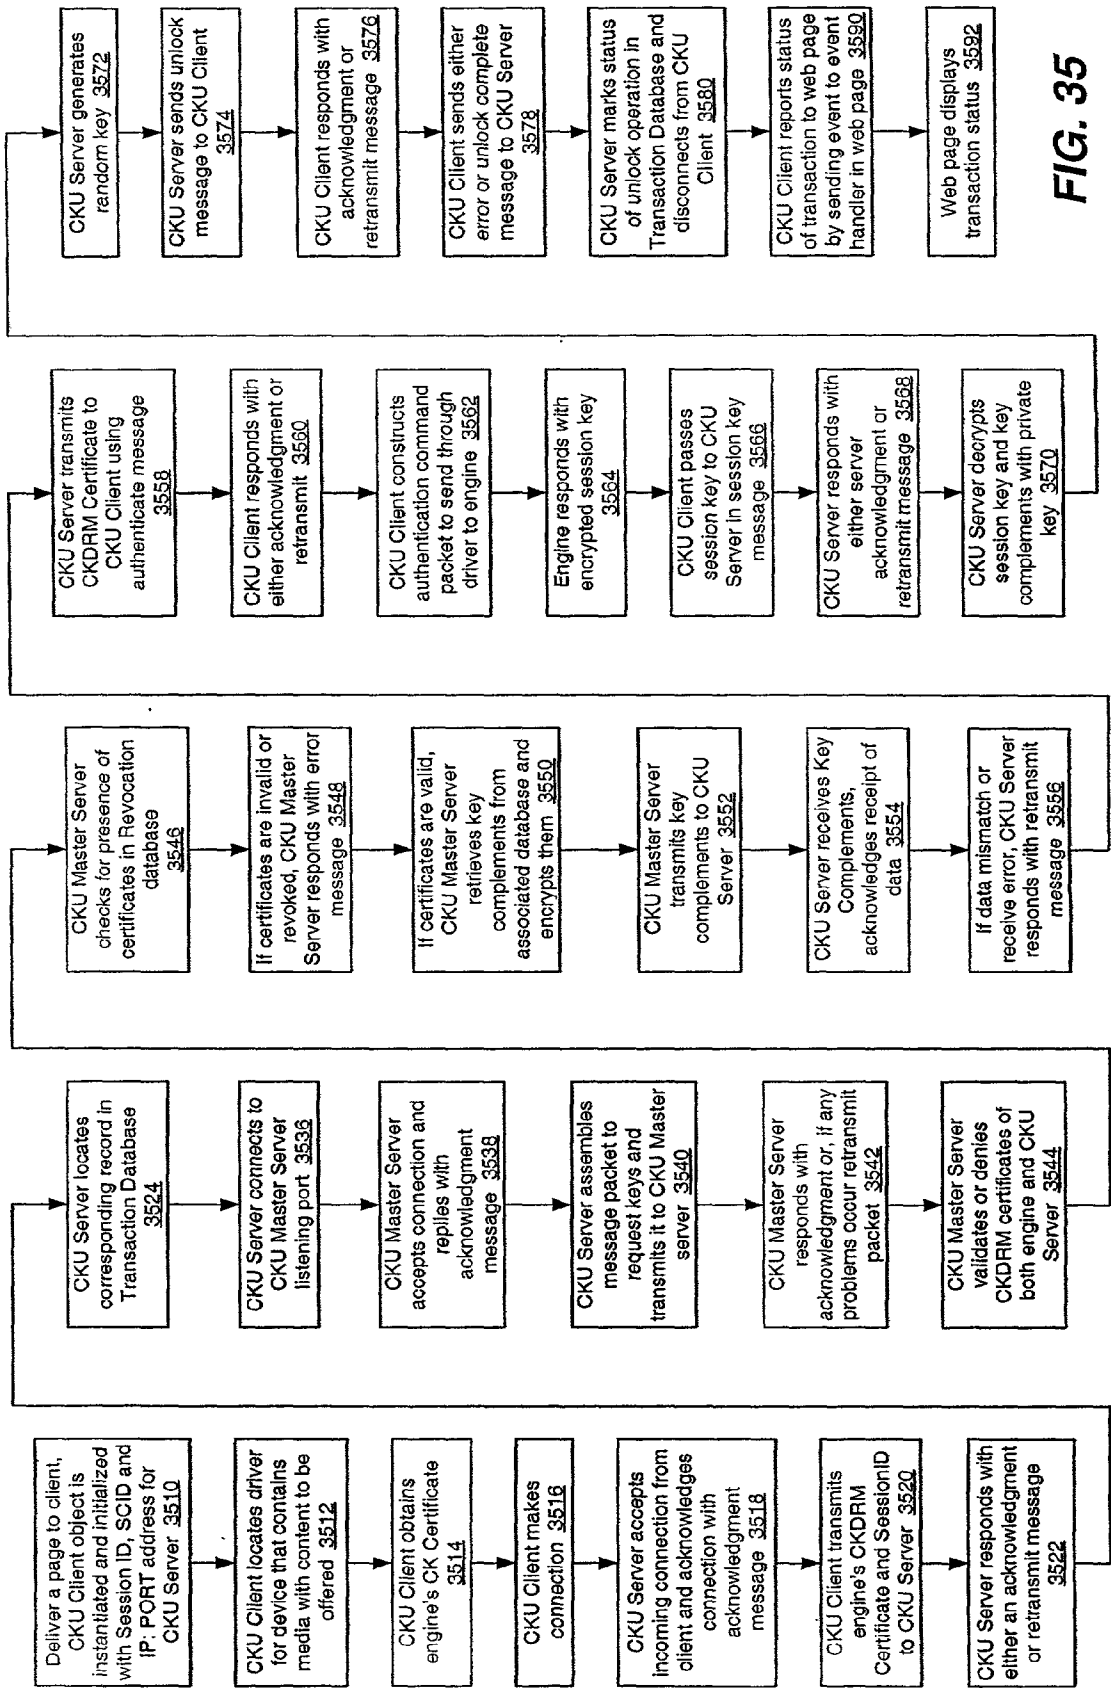 Deliver a page to client,
CKU Client object is
instantiated and initialized
with Session ID, SCID and
IP: PORT address for
CKU Server 3510
CKU Client locates driver
for device that contains
media with content to be
offered 3512
CKU Client obtains
engine's CK Certificate
3514
CKU Client makes
connection 3516
CKU Server accepts
incoming connection from
client and acknowledges
connection with
acknowledgment
message 3518
CKU Client transmits
engine's CKDRM
Certificate and SessionID
to CKU Server 3520
CKU Server responds with
either an acknowledgment
or retransmit message
3522
CKU Server locates
corresponding record in
Transaction Database
3524
CKU Server connects to
CKU Master Server
listening port 3536
CKU Master Server
accepts connection and
replies with
acknowledgment
message 3538
CKU Server assembles
message packet to
request keys and
transmits it to CKU Master
server 3540
CKU Master Server
responds with
acknowledgment or, if any
problems occur retransmit
packet 3542
CKU Master Server
validates or denies
CKDRM certificates of
both engine and CKU
Server 3544
CKU Master Server
checks for presence of
certificates in Revocation
database
3546
If certificates are invalid or
revoked, CKU Master
Server responds with error
message 3548
If certificates are valid,
CKU Master Server
retrieves key
complements from
associated database and
encrypts them 3550
CKU Master Server
transmits key
complements to CKU
Server 3552
CKU Server receives Key
Complements,
acknowledges receipt of
data 3554
If data mismatch or
receive error, CKU Server
responds with retransmit
message 3556
CKU Server transmits
CKDRM Certificate to
CKU Client using
authenticate message
3558
CKU Client responds with
either acknowledgment or
retransmit 3560
CKU Client constructs
authentication command
packet to send through
driver to engine 3562
Engine responds with
encrypted session key
3564
CKU Client passes
session key to CKU
Server in session key
message 3566
CKU Server responds with
either server
acknowledgment or
retransmit message 3568
CKU Server decrypts
session key and key
complements with private
key 3570
CKU Server generates
random key 3572
CKU Server sends unlock
message to CKU Client
3574
CKU Client responds with
acknowledgment or
retransmit message 3576
CKU Client sends either
error or unlock complete
message to CKU Server
3578
CKU Server marks status
of unlock operation in
Transaction Database and
disconnects from CKU
Client 3580
CKU Client reports status
of transaction to web page
by sending event to event
handler in web page 3590
Web page displays
transaction status 3592
FIG. 35